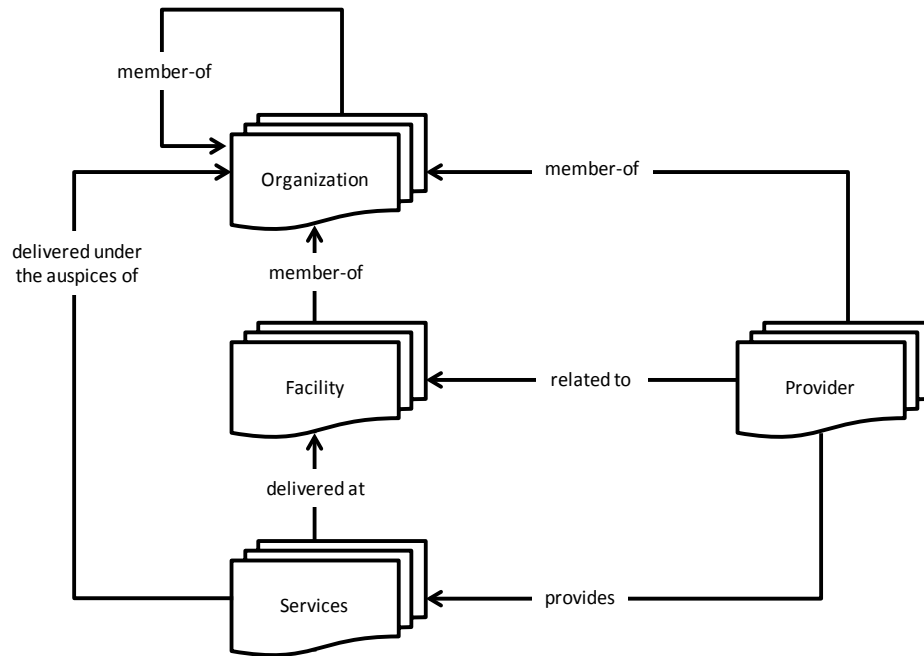 member-of
Organization
member-of
delivered under
the auspices of
member-of
Facility
related to
Provider
delivered at
Services
provides